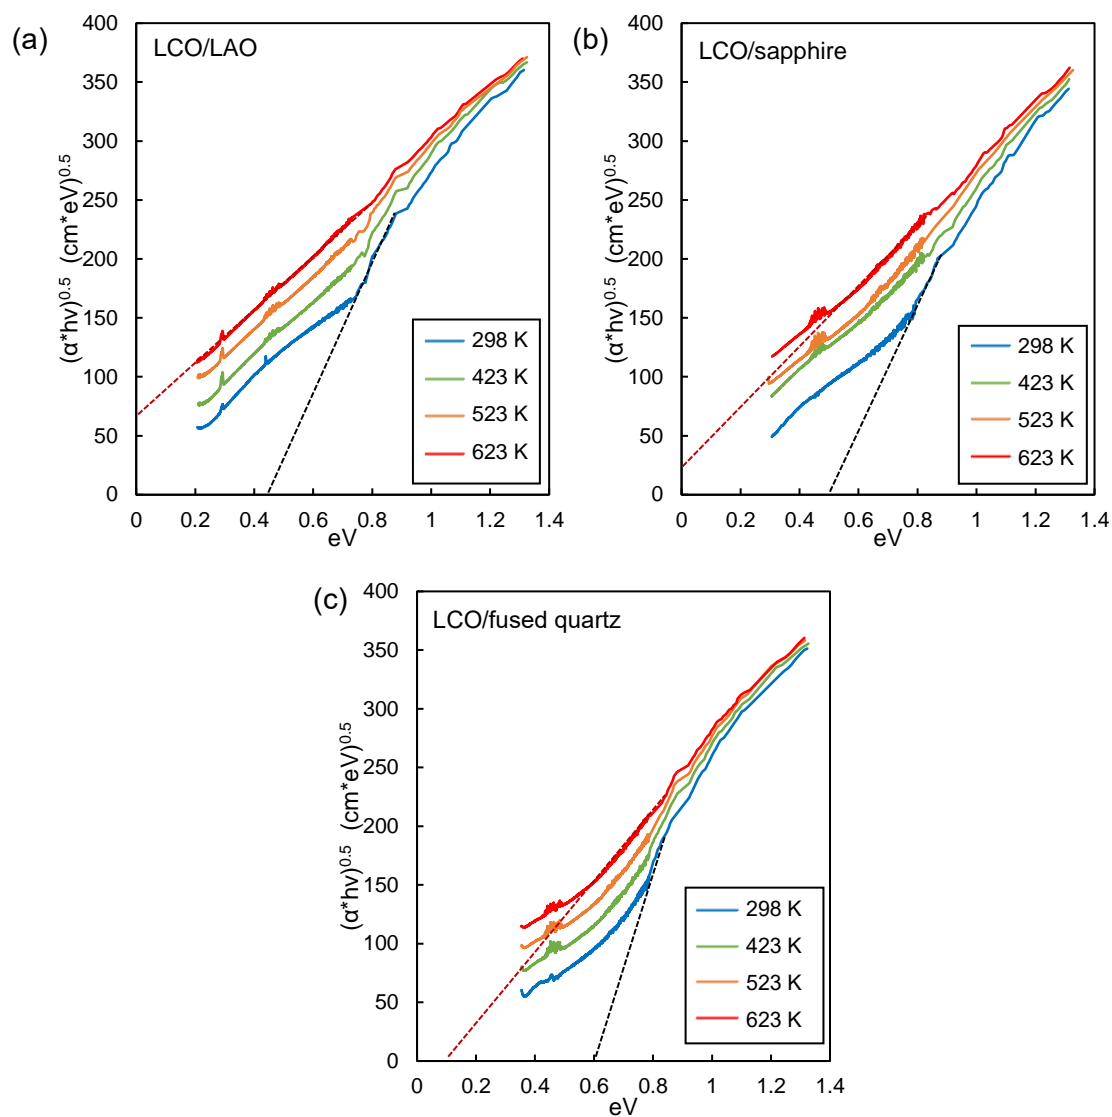 (a)
LCO/LAO
(α*hv)0.5 (cm*eV)0.5
400
350
300
250
200
150
100
50
0
0 0.2 0.4 0.6 0.8 1 1.2 1.4
eV
298 K
423 K
523 K
623 K
(b)
LCO/sapphire
(α*hv)0.5 (cm*eV)0.5
400
350
300
250
200
150
100
50
0
0 0.2 0.4 0.6 0.8 1 1.2 1.4
eV
298 K
423 K
523 K
623 K
(c)
LCO/fused quartz
(α*hv)0.5 (cm*eV)0.5
400
350
300
250
200
150
100
50
0
0 0.2 0.4 0.6 0.8 1 1.2 1.4
eV
298 K
423 K
523 K
623 K